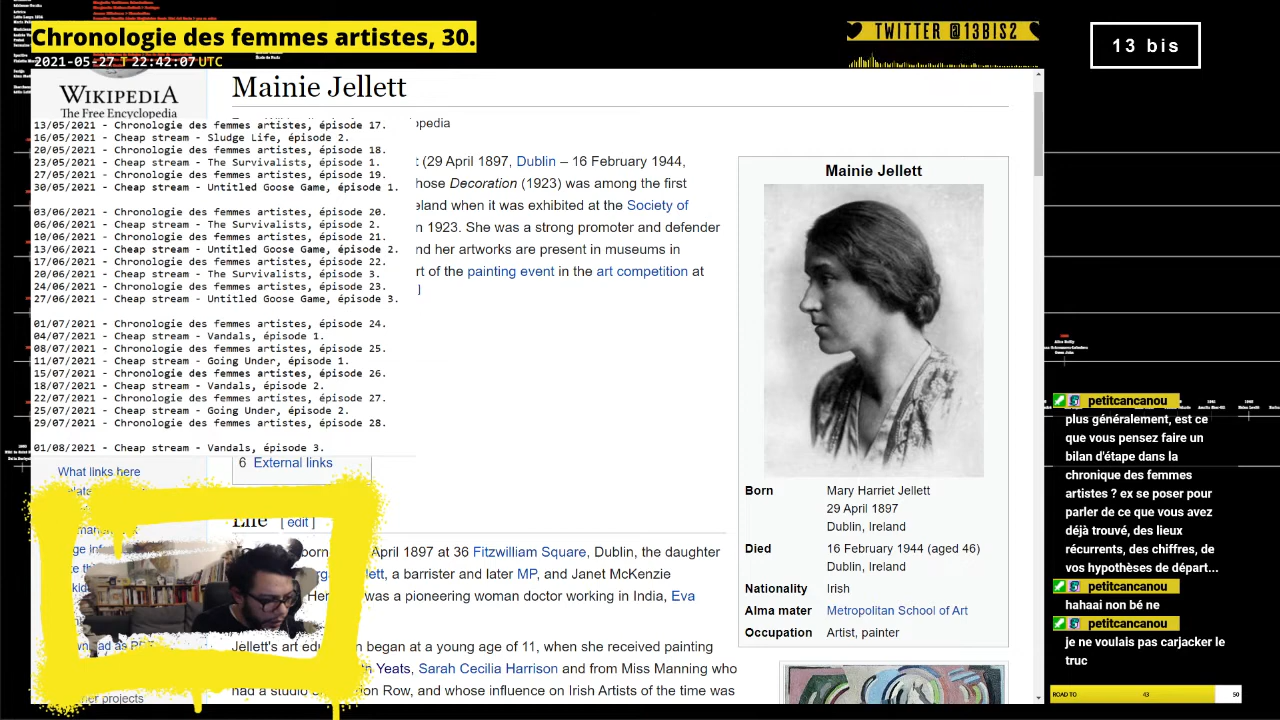 Chronologie des femmes artistes, 30.
2021-05-27 T 22:42:07 UTC
TWITTER @13BIS2
13 bis
WIKIPEDIA
The Free Encyclopedia
Mainie Jellett
opedia
13/05/2021 - Chronologie des femmes artistes, épisode 17.
16/05/2021 - Cheap stream - Sludge Life, épisode 2.
20/05/2021 - Chronologie des femmes artistes, épisode 18.
23/05/2021 - Cheap stream - The Survivalists, épisode 1.
27/05/2021 - Chronologie des femmes artistes, épisode 19.
30/05/2021 - Cheap stream - Untitled Goose Game, épisode 1.
03/06/2021 - Chronologie des femmes artistes, épisode 20.
06/06/2021 - Cheap stream - The Survivalists, épisode 2.
10/06/2021 - Chronologie des femmes artistes, épisode 21.
13/06/2021 - Cheap stream - Untitled Goose Game, épisode 2.
17/06/2021 - Chronologie des femmes artistes, épisode 22.
20/06/2021 - Cheap stream - The Survivalists, épisode 3.
24/06/2021 - Chronologie des femmes artistes, épisode 23.
27/06/2021 - Cheap stream - Untitled Goose Game, épisode 3.
01/07/2021 - Chronologie des femmes artistes, épisode 24.
04/07/2021 - Cheap stream - Vandals, épisode 1.
08/07/2021 - Chronologie des femmes artistes, épisode 25.
11/07/2021 - Cheap stream - Going Under, épisode 1.
15/07/2021 - Chronologie des femmes artistes, épisode 26.
18/07/2021 - Cheap stream - Vandals, épisode 2.
22/07/2021 - Chronologie des femmes artistes, épisode 27.
25/07/2021 - Cheap stream - Going Under, épisode 2.
29/07/2021 - Chronologie des femmes artistes, épisode 28.
01/08/2021 - Cheap stream - Vandals, épisode 3.
t (29 April 1897, Dublin – 16 February 1944,
hose Decoration (1923) was among the first
eland when it was exhibited at the Society of
n 1923. She was a strong promoter and defender
nd her artworks are present in museums in
rt of the painting event in the art competition at
]
6 External links
What links here
Life [ edit ]
born April 1897 at 36 Fitzwilliam Square, Dublin, the daughter
ett, a barrister and later MP, and Janet McKenzie
was a pioneering woman doctor working in India, Eva
Jellett's art edu n began at a young age of 11, when she received painting
Yeats, Sarah Cecilia Harrison and from Miss Manning who
had a studio on Row, and whose influence on Irish Artists of the time was
her projects
Mainie Jellett
Born Mary Harriet Jellett
29 April 1897
Dublin, Ireland
Died 16 February 1944 (aged 46)
Dublin, Ireland
Nationality Irish
Alma mater Metropolitan School of Art
Occupation Artist, painter
petitcancanou
plus généralement, est ce
que vous pensez faire un
bilan d'étape dans la
chronique des femmes
artistes ? ex se poser pour
parler de ce que vous avez
déjà trouvé, des lieux
récurrents, des chiffres, de
vos hypothèses de départ...
petitcancanou
hahaai non bé ne
petitcancanou
je ne voulais pas carjacker le
truc
ROAD TO 43 50